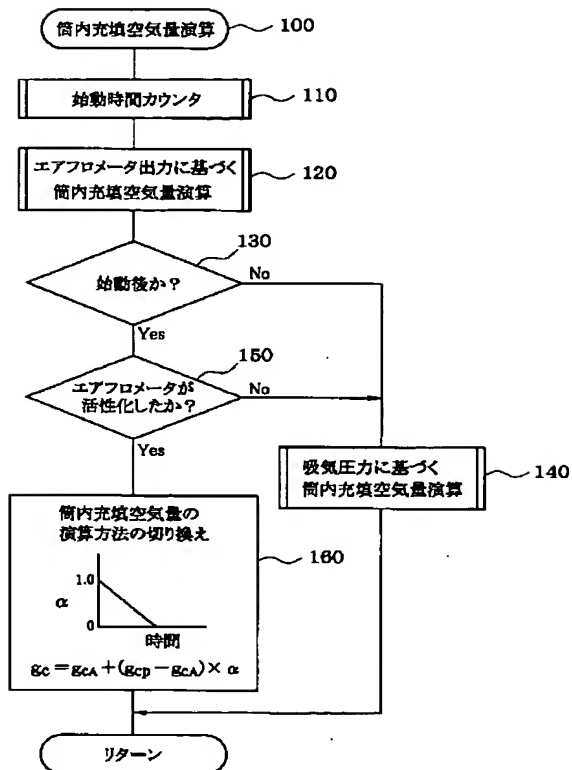 筒内充填空気量演算
100
始動時間カウンタ
110
エアフロメータ出力に基づく
筒内充填空気量演算
120
130
始動後か？
No
Yes
150
エアフロメータが
活性化したか？
No
Yes
吸気圧力に基づく
筒内充填空気量演算
140
筒内充填空気量の
演算方法の切り換え
160
1.0
α
0
時間
gc＝gcA＋(gcp－gcA)×α
リターン